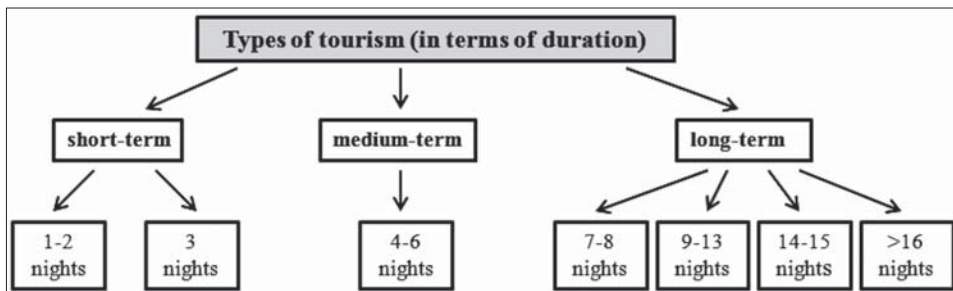 Types of tourism (in terms of duration)
short-term
medium-term
long-term
1-2
nights
3
nights
4-6
nights
7-8
nights
9-13
nights
14-15
nights
>16
nights